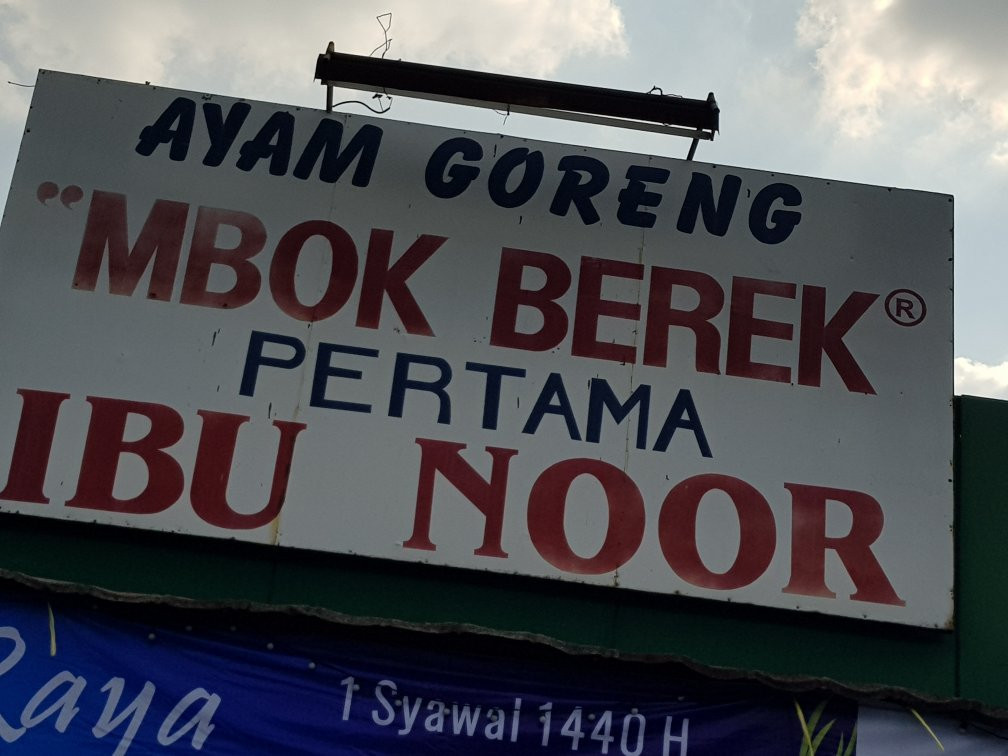 AYAM GORENG
”MBOK BEREK®
PERTAMA
IBU NOOR
Raya
1 Syawal 1440 H